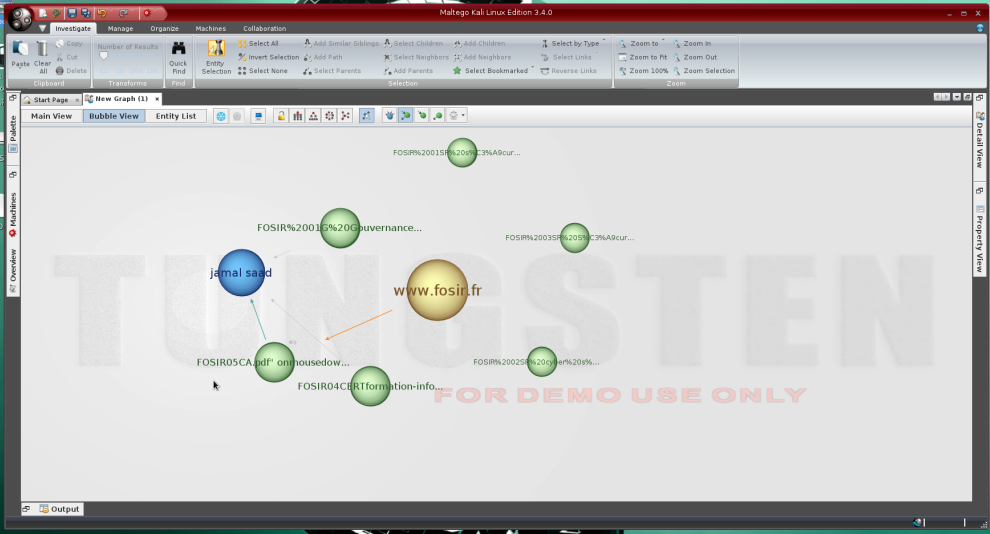 Maltego Kali Linux Edition 3.4.0
Investigate Manage Organize Machines Collaboration
Paste
Clear All
Copy
Cut
Delete
Clipboard
Number of Results
Transforms
Quick Find
Find
Entity Selection
Select All
Invert Selection
Select None
Add Similar Siblings
Add Path
Select Parents
Select Children
Select Neighbors
Add Parents
Add Children
Add Neighbors
Select Bookmarked
Select by Type
Select Links
Reverse Links
Selection
Zoom to
Zoom to Fit
Zoom 100%
Zoom In
Zoom Out
Zoom Selection
Zoom
Start Page
New Graph (1)
Main View Bubble View Entity List
Palette
Machines
Overview
Detail View
Property View
FOSIR%2001SR%20s%C3%A9cur...
FOSIR%2001G%20Gouvernance...
FOSIR%2003SR%20S%C3%A9cur...
jamal saad
www.fosir.fr
FOSIR05CA.pdf' onmousedow...
FOSIR%2002SR%20cyber%20s%...
FOSIR04CERTformation-info...
TUNGSTEN
FOR DEMO USE ONLY
Output